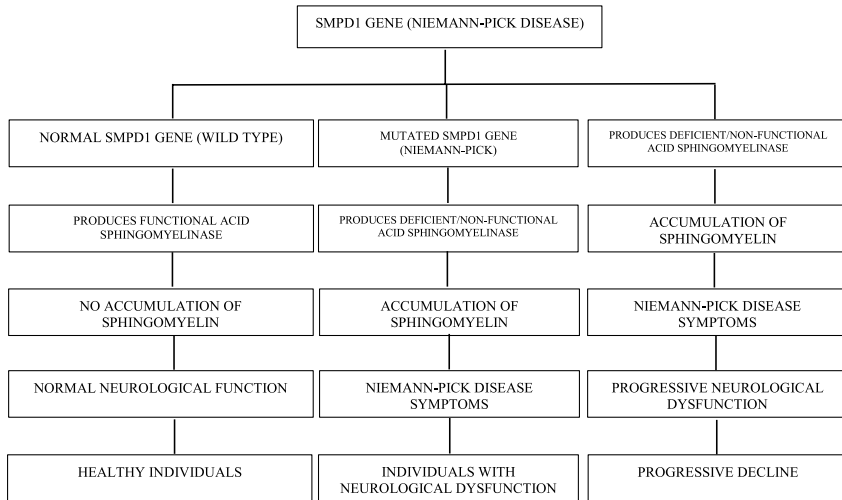 SMPD1 GENE (NIEMANN-PICK DISEASE)
NORMAL SMPD1 GENE (WILD TYPE)
MUTATED SMPD1 GENE
(NIEMANN-PICK)
PRODUCES DEFICIENT/NON-FUNCTIONAL
ACID SPHINGOMYELINASE
PRODUCES FUNCTIONAL ACID
SPHINGOMYELINASE
PRODUCES DEFICIENT/NON-FUNCTIONAL
ACID SPHINGOMYELINASE
ACCUMULATION OF
SPHINGOMYELIN
NO ACCUMULATION OF
SPHINGOMYELIN
ACCUMULATION OF
SPHINGOMYELIN
NIEMANN-PICK DISEASE
SYMPTOMS
NORMAL NEUROLOGICAL FUNCTION
NIEMANN-PICK DISEASE
SYMPTOMS
PROGRESSIVE NEUROLOGICAL
DYSFUNCTION
HEALTHY INDIVIDUALS
INDIVIDUALS WITH
NEUROLOGICAL DYSFUNCTION
PROGRESSIVE DECLINE